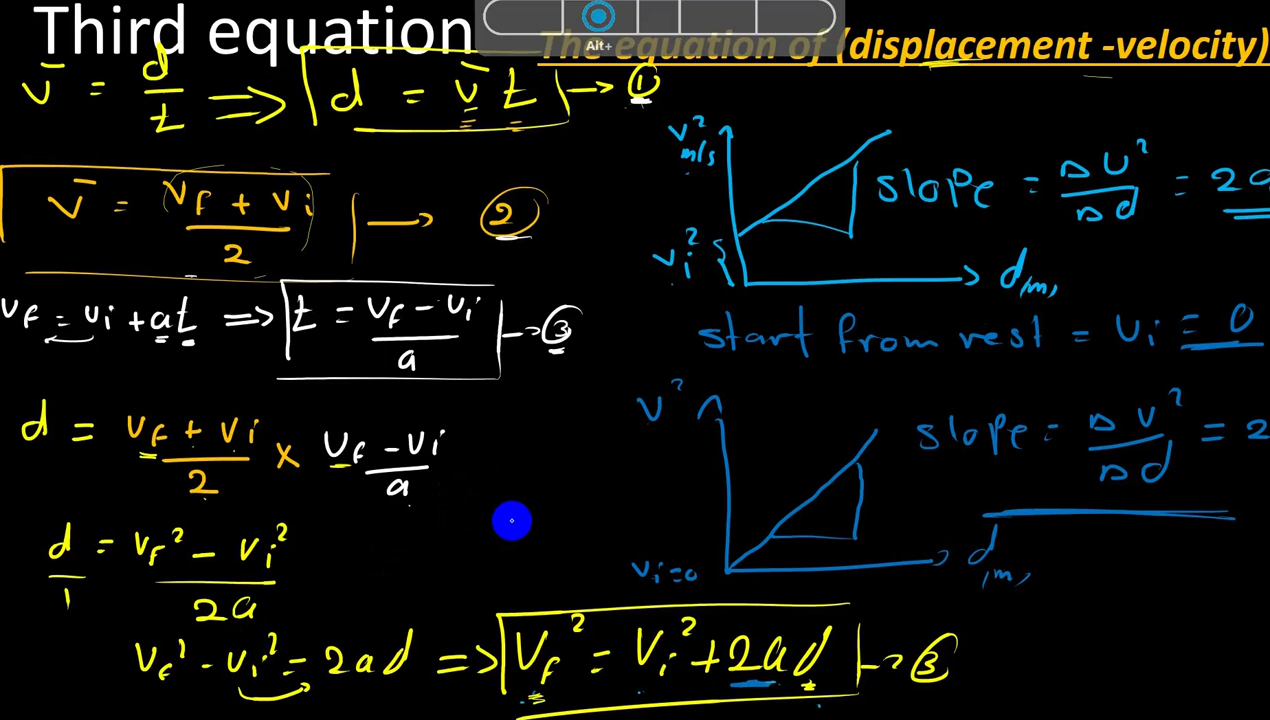 Third equation
The equation of (displacement -velocity)
Alt+
v̄ = d/t => d = v̄ t → ①
v̄ = (vf + vi)/2 → ②
vf = vi + at => t = (vf - vi)/a → ③
d = (vf + vi)/2 × (vf - vi)/a
d/1 = (vf² - vi²)/2a
vf² - vi² = 2ad => Vf² = Vi² + 2ad → ③
v² m/s
vi²
d,m,
slope = Δv²/Δd = 2a
start from rest = vi = 0
v²
vi=0
d,m,
slope = Δv²/Δd = 2